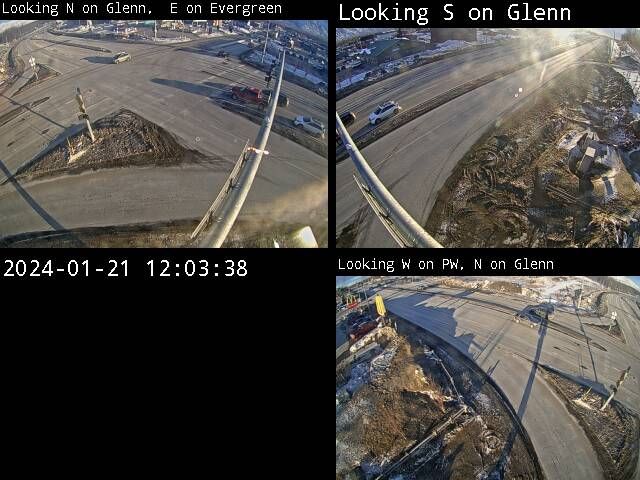 Looking N on Glenn,  E on Evergreen
Looking S on Glenn
2024-01-21 12:03:38
Looking W on PW, N on Glenn